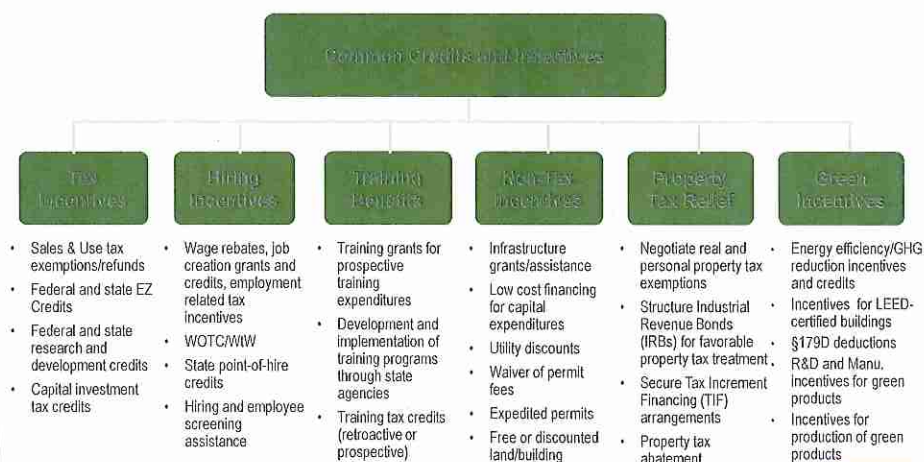 Common Credits and Incentives
Tax
Incentives
• Sales & Use tax
exemptions/refunds
• Federal and state EZ
Credits
• Federal and state
research and
development credits
• Capital investment
tax credits
Hiring
Incentives
• Wage rebates, job
creation grants and
credits, employment
related tax
incentives
• WOTC/WtW
• State point-of-hire
credits
• Hiring and employee
screening
assistance
Training
Benefits
• Training grants for
prospective
training
expenditures
• Development and
implementation of
training programs
through state
agencies
• Training tax credits
(retroactive or
prospective)
Non-Tax
Incentives
• Infrastructure
grants/assistance
• Low cost financing
for capital
expenditures
• Utility discounts
• Waiver of permit
fees
• Expedited permits
• Free or discounted
land/building
Property
Tax Relief
• Negotiate real and
personal property tax
exemptions
• Structure Industrial
Revenue Bonds
(IRBs) for favorable
property tax treatment
• Secure Tax Increment
Financing (TIF)
arrangements
• Property tax
abatement
Green
Incentives
• Energy efficiency/GHG
reduction incentives
and credits
• Incentives for LEED-
certified buildings
• §179D deductions
• R&D and Manu.
incentives for green
products
• Incentives for
production of green
products